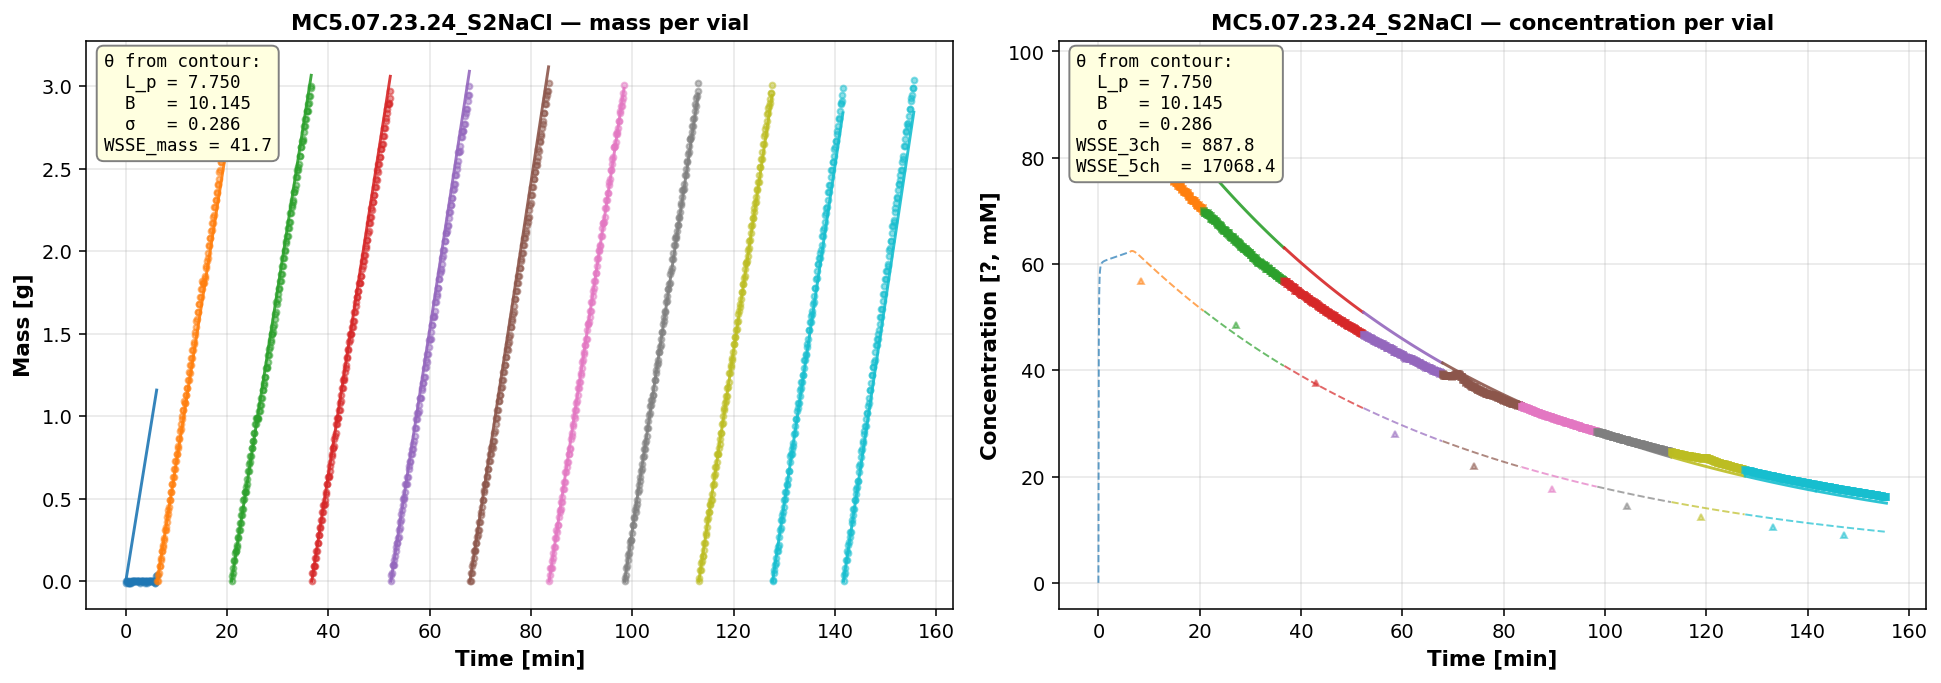 MC5.07.23.24_S2NaCl — mass per vial
θ from contour:
L_p = 7.750
B = 10.145
σ = 0.286
WSSE_mass = 41.7
Mass [g]
3.0
2.5
2.0
1.5
1.0
0.5
0.0
0 20 40 60 80 100 120 140 160
Time [min]
MC5.07.23.24_S2NaCl — concentration per vial
θ from contour:
L_p = 7.750
B = 10.145
σ = 0.286
WSSE_3ch = 887.8
WSSE_5ch = 17068.4
Concentration [?, mM]
100
80
60
40
20
0
0 20 40 60 80 100 120 140 160
Time [min]